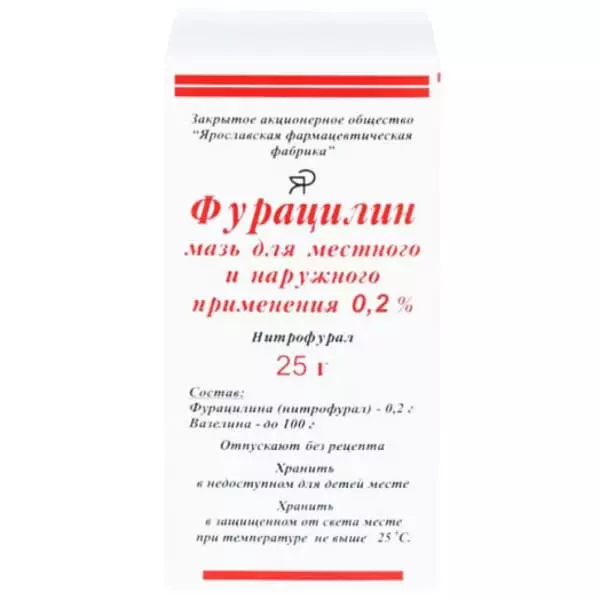 Закрытое акционерное общество
"Ярославская фармацевтическая
фабрика"
ЯР
Фурацилин
мазь для местного
и наружного
применения 0,2 %
Нитрофурал
25 г
Состав:
Фурацилина (нитрофурал) - 0,2 г
Вазелина - до 100 г
Отпускают без рецепта
Хранить
в недоступном для детей месте
Хранить
в защищенном от света месте
при температуре не выше 25 °С.